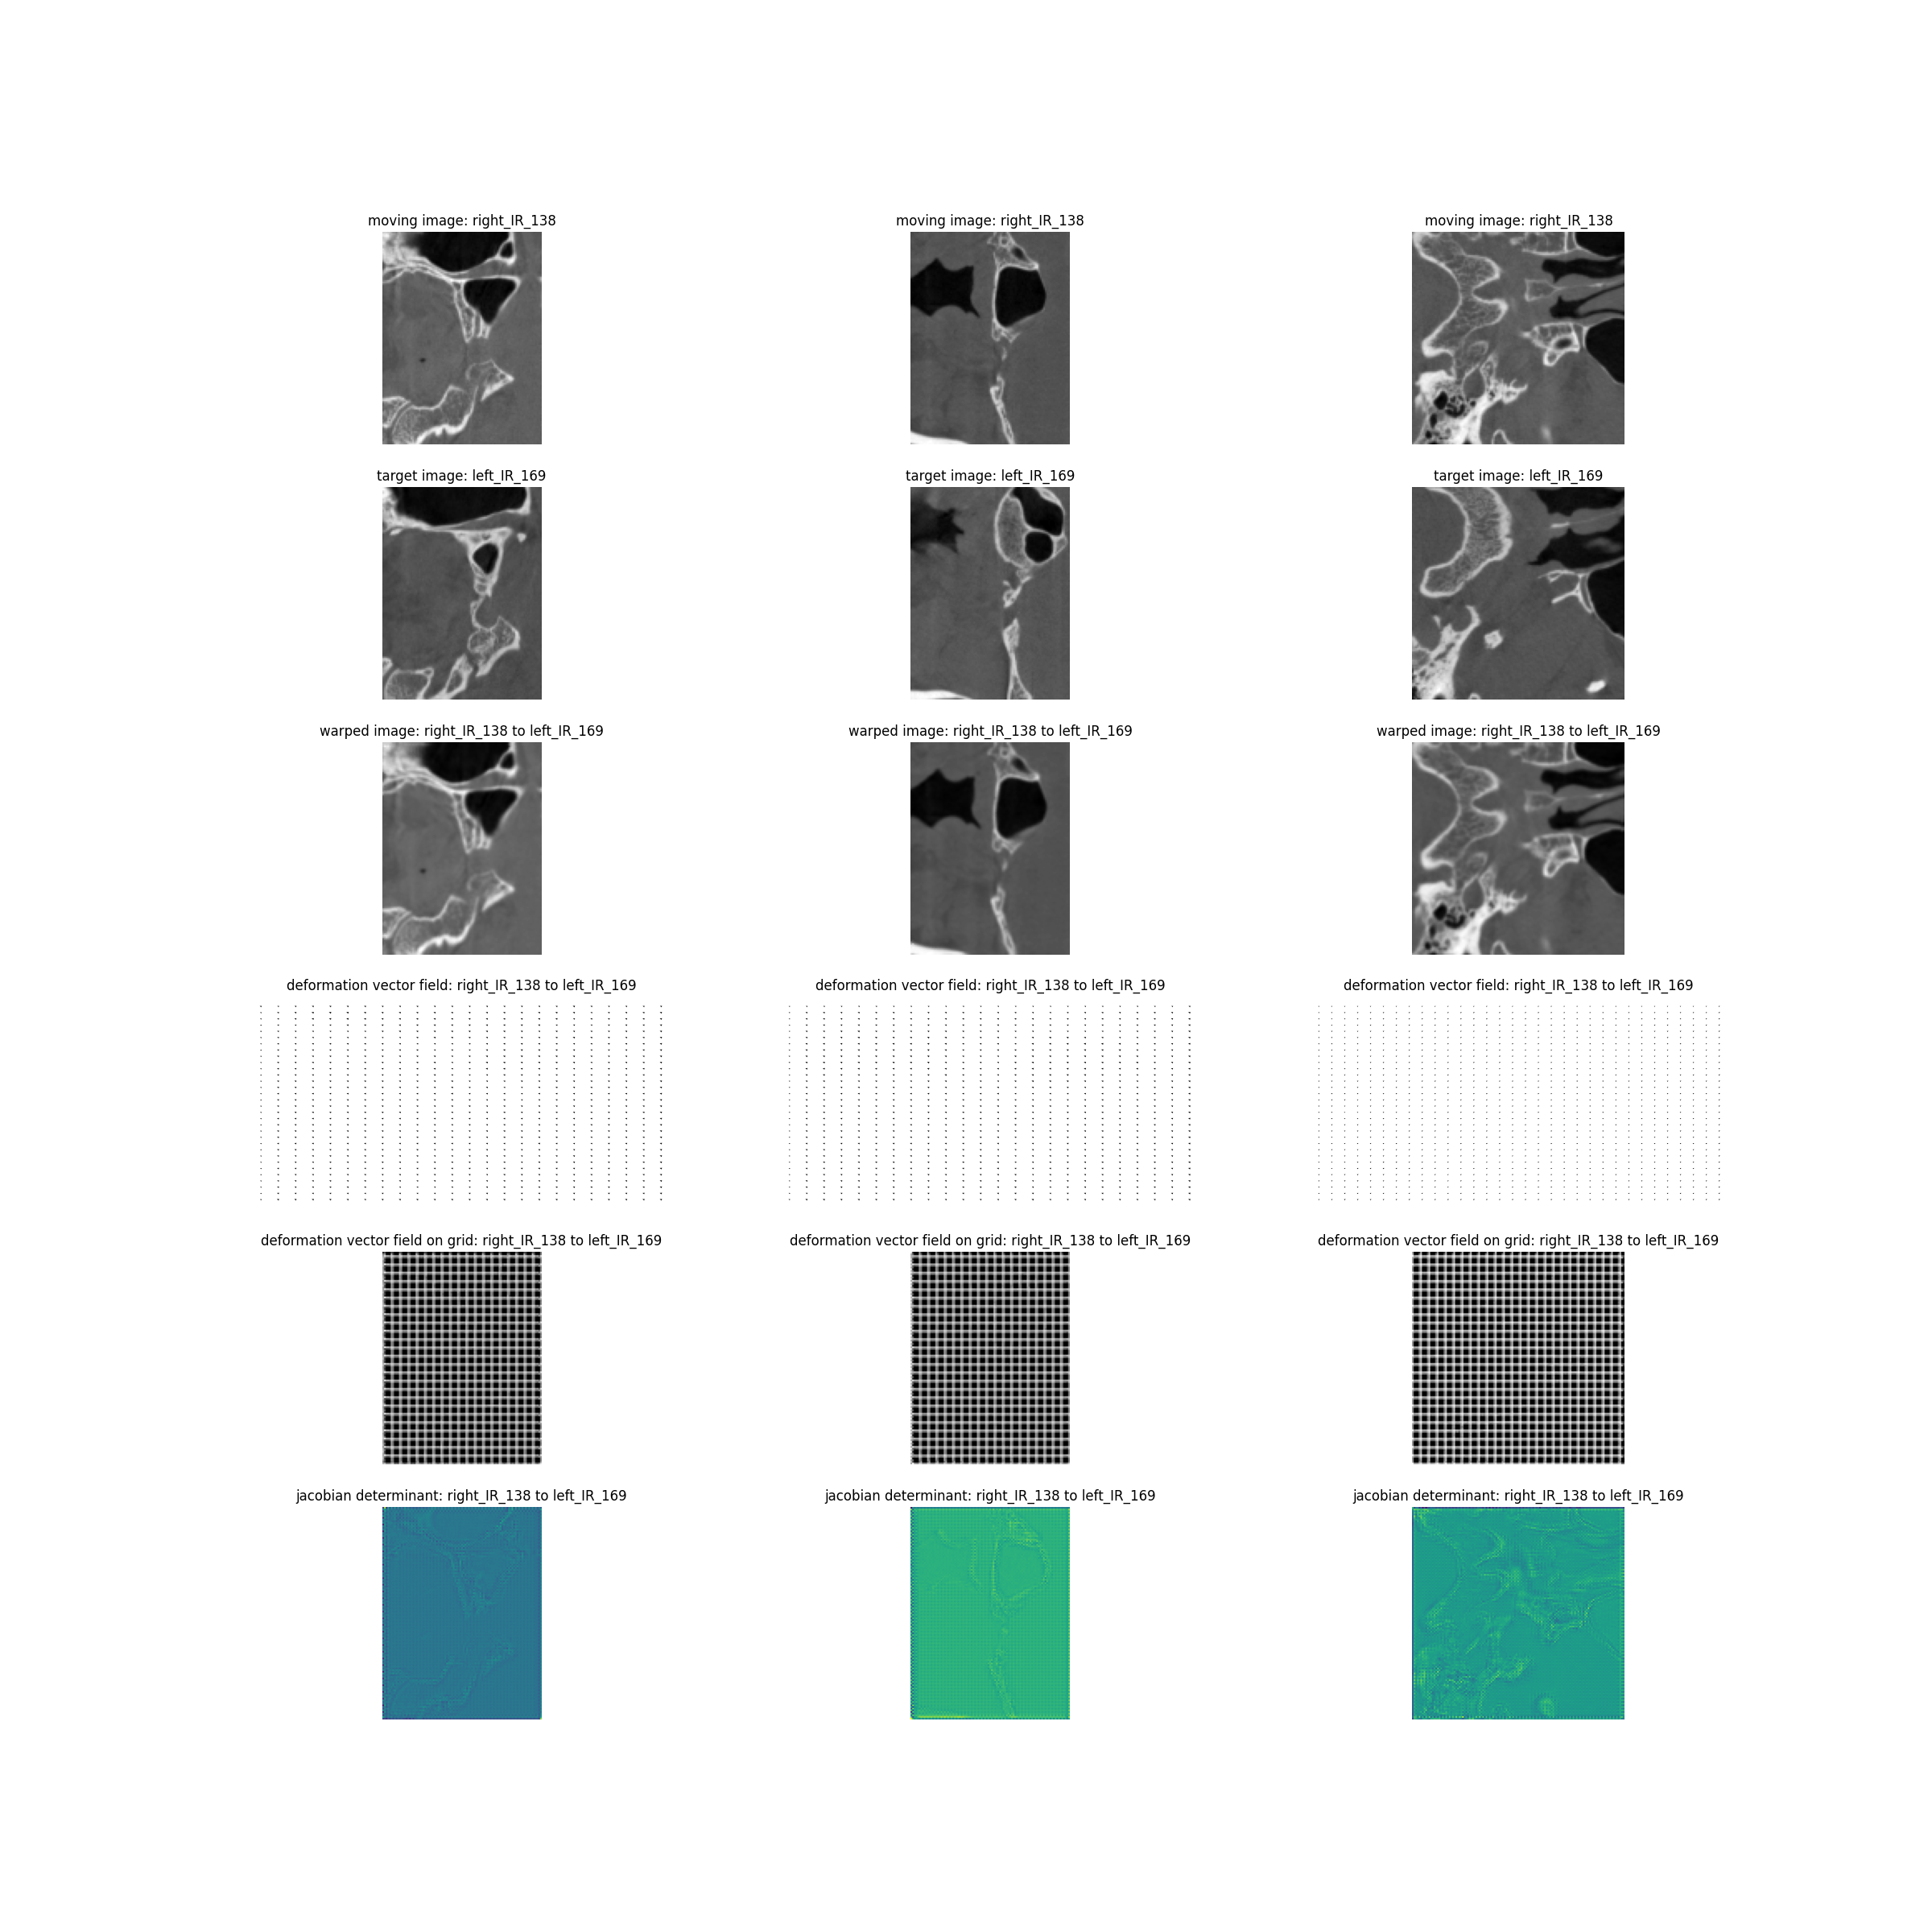 moving image: right_IR_138
moving image: right_IR_138
moving image: right_IR_138
target image: left_IR_169
target image: left_IR_169
target image: left_IR_169
warped image: right_IR_138 to left_IR_169
warped image: right_IR_138 to left_IR_169
warped image: right_IR_138 to left_IR_169
deformation vector field: right_IR_138 to left_IR_169
deformation vector field: right_IR_138 to left_IR_169
deformation vector field: right_IR_138 to left_IR_169
deformation vector field on grid: right_IR_138 to left_IR_169
deformation vector field on grid: right_IR_138 to left_IR_169
deformation vector field on grid: right_IR_138 to left_IR_169
jacobian determinant: right_IR_138 to left_IR_169
jacobian determinant: right_IR_138 to left_IR_169
jacobian determinant: right_IR_138 to left_IR_169